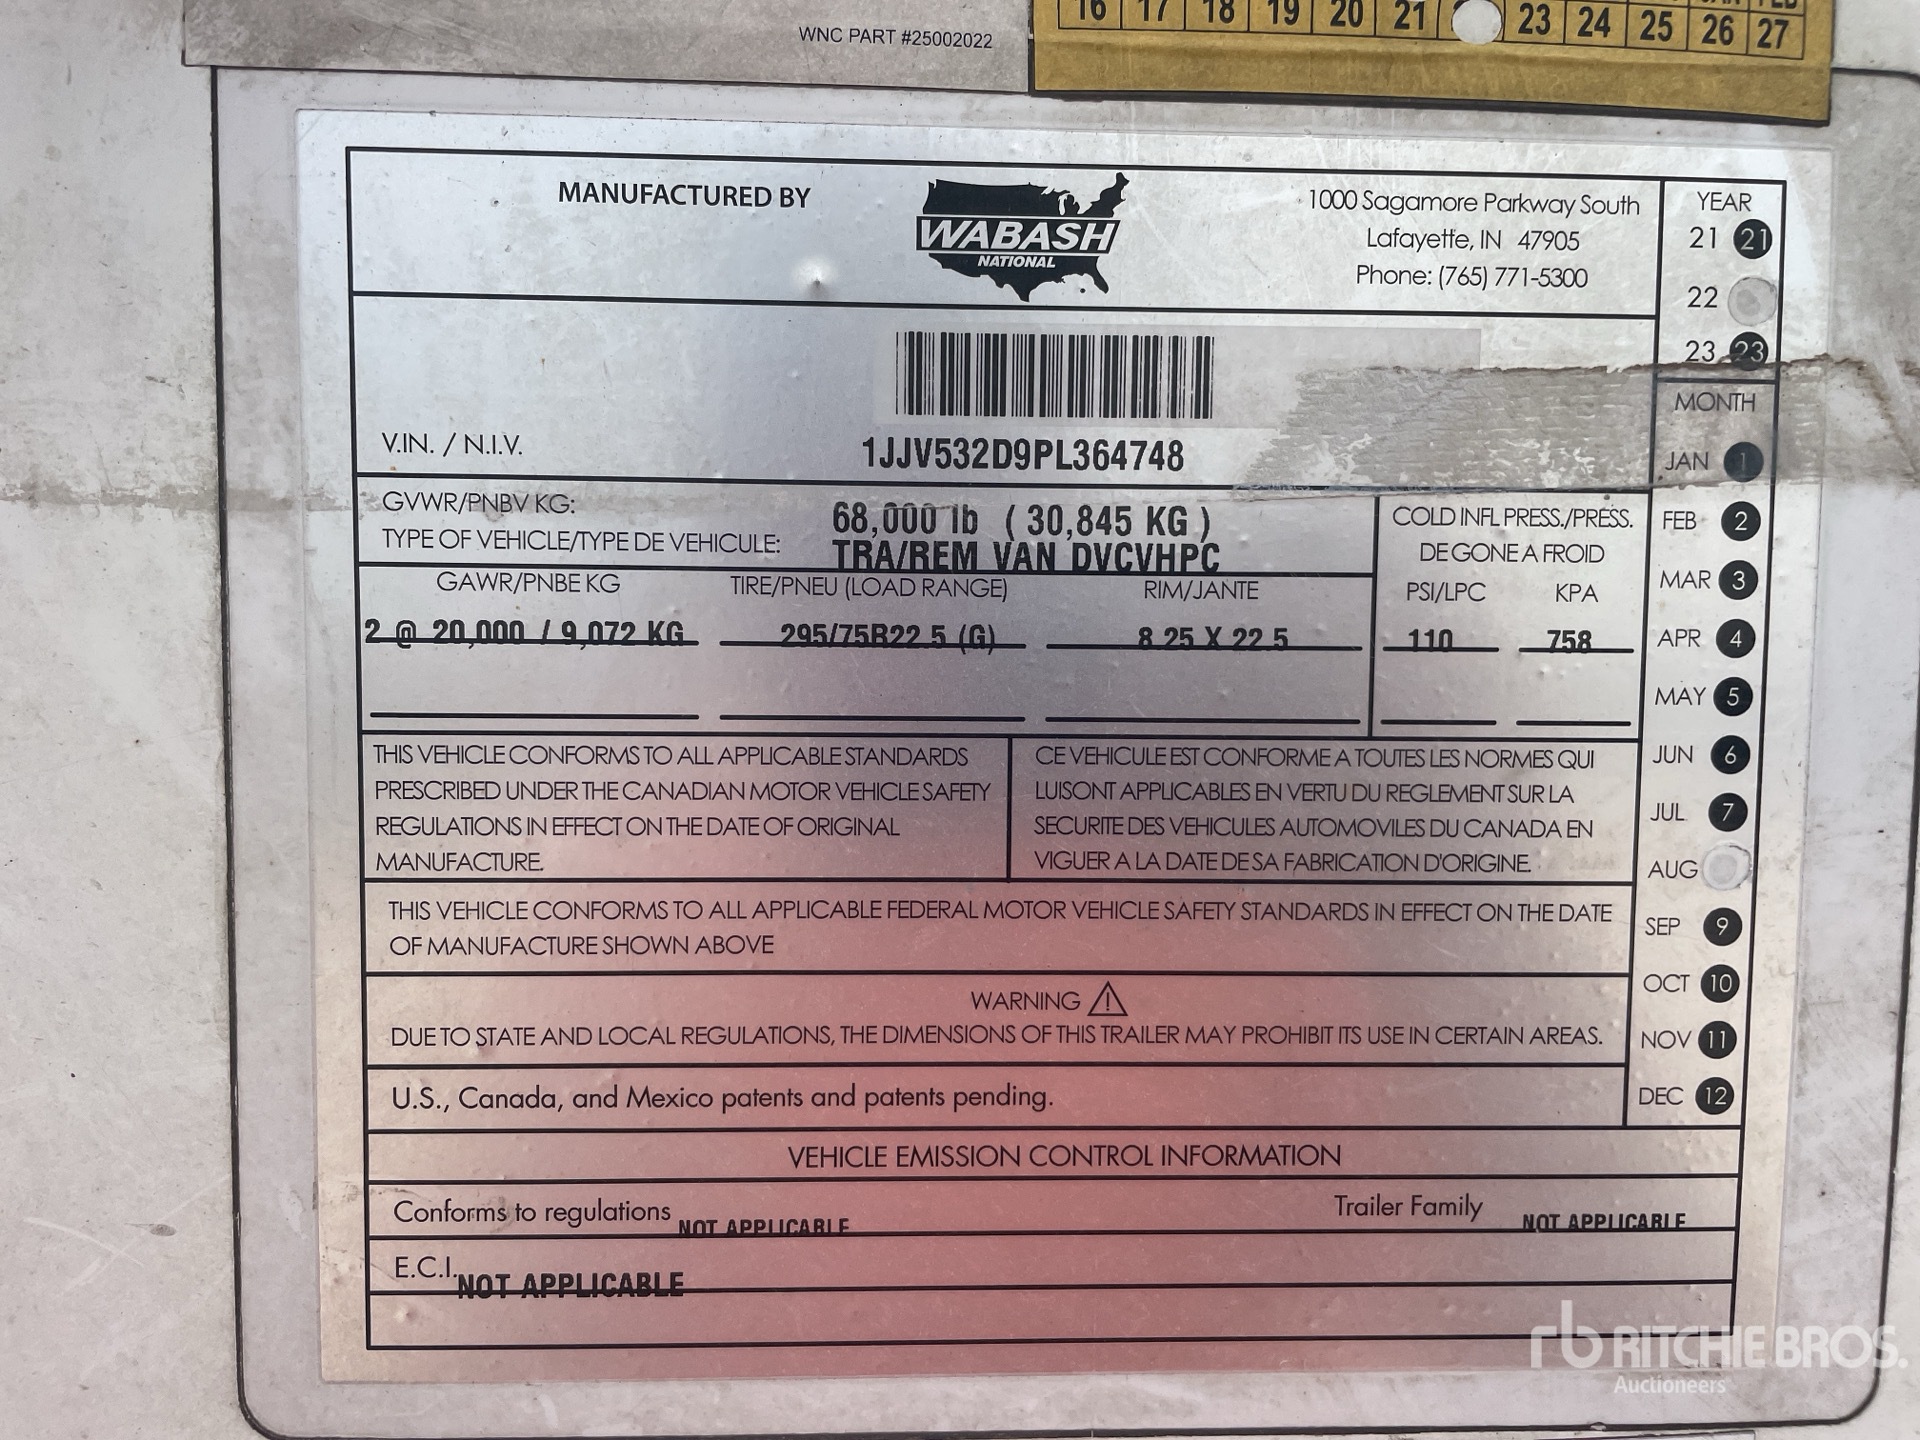 WNC PART #25002022
16 17 18 19 20 21 23 24 25 26 27
MANUFACTURED BY
WABASH
NATIONAL
1000 Sagamore Parkway South
Lafayette, IN 47905
Phone: (765) 771-5300
YEAR
21 21
22
23 23
V.IN. / N.I.V.
1JJV532D9PL364748
MONTH
JAN 1
FEB 2
MAR 3
APR 4
MAY 5
JUN 6
JUL 7
AUG
SEP 9
OCT 10
NOV 11
DEC 12
GVWR/PNBV KG: 68,000 lb ( 30,845 KG )
TYPE OF VEHICLE/TYPE DE VEHICULE: TRA/REM VAN DVCVHPC
COLD INFL PRESS./PRESS.
DE GONE A FROID
GAWR/PNBE KG TIRE/PNEU (LOAD RANGE) RIM/JANTE PSI/LPC KPA
2 @ 20,000 / 9,072 KG 295/75R22.5 (G) 8.25 X 22.5 110 758
THIS VEHICLE CONFORMS TO ALL APPLICABLE STANDARDS
PRESCRIBED UNDER THE CANADIAN MOTOR VEHICLE SAFETY
REGULATIONS IN EFFECT ON THE DATE OF ORIGINAL
MANUFACTURE.
CE VEHICULE EST CONFORME A TOUTES LES NORMES QUI
LUISONT APPLICABLES EN VERTU DU REGLEMENT SUR LA
SECURITE DES VEHICULES AUTOMOVILES DU CANADA EN
VIGUER A LA DATE DE SA FABRICATION D'ORIGINE.
THIS VEHICLE CONFORMS TO ALL APPLICABLE FEDERAL MOTOR VEHICLE SAFETY STANDARDS IN EFFECT ON THE DATE
OF MANUFACTURE SHOWN ABOVE
WARNING
DUE TO STATE AND LOCAL REGULATIONS, THE DIMENSIONS OF THIS TRAILER MAY PROHIBIT ITS USE IN CERTAIN AREAS.
U.S., Canada, and Mexico patents and patents pending.
VEHICLE EMISSION CONTROL INFORMATION
Conforms to regulations NOT APPLICABLE Trailer Family NOT APPLICABLE
E.C.I. NOT APPLICABLE
rb RITCHIE BROS.
Auctioneers